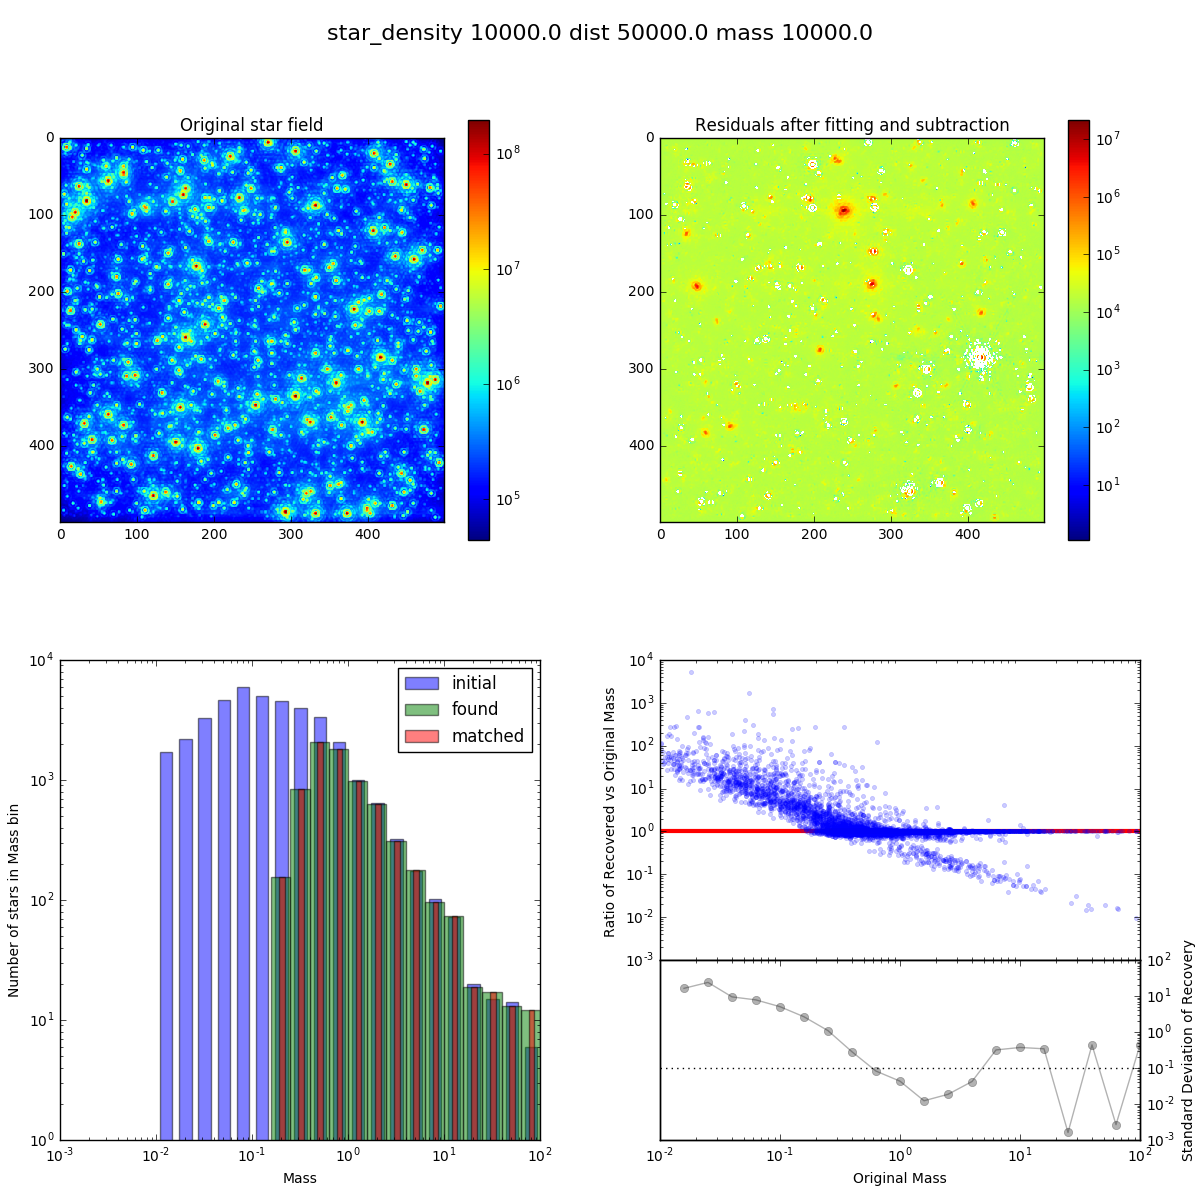 star_density 10000.0 dist 50000.0 mass 10000.0
Original star field
0
100
200
300
400
0 100 200 300 400
10^8
10^7
10^6
10^5
Residuals after fitting and subtraction
0
100
200
300
400
0 100 200 300 400
10^7
10^6
10^5
10^4
10^3
10^2
10^1
Number of stars in Mass bin
10^4
10^3
10^2
10^1
10^0
initial
found
matched
10^-3 10^-2 10^-1 10^0 10^1 10^2
Mass
Ratio of Recovered vs Original Mass
10^4
10^3
10^2
10^1
10^0
10^-1
10^-2
10^-3
10^2
10^1
10^0
10^-1
10^-2
10^-3
Standard Deviation of Recovery
10^-2 10^-1 10^0 10^1 10^2
Original Mass